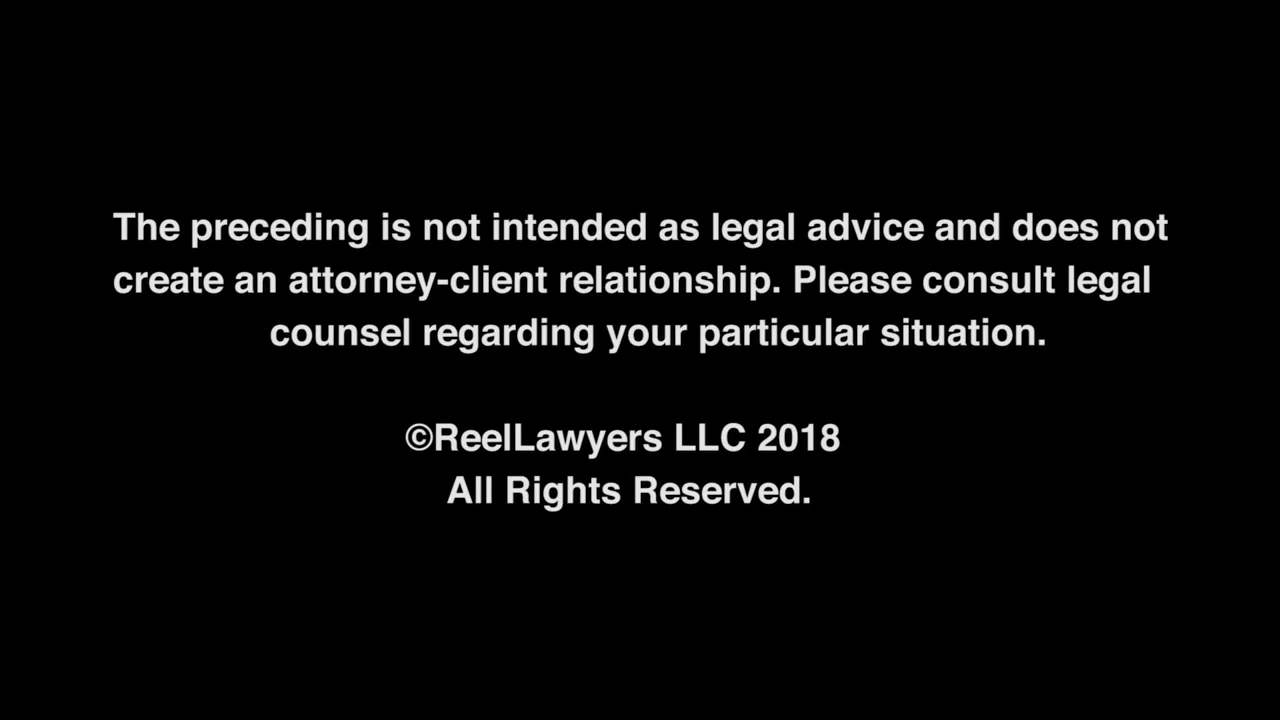 The preceding is not intended as legal advice and does not
create an attorney-client relationship. Please consult legal
counsel regarding your particular situation.
©ReelLawyers LLC 2018
All Rights Reserved.